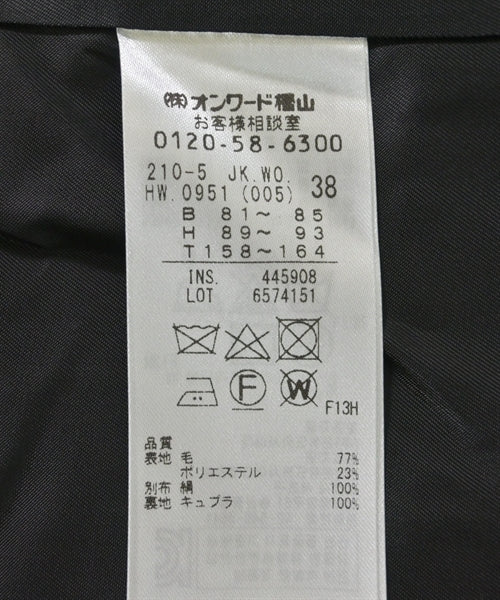 ㈱オンワード樫山
お客様相談室
0120-58-6300
210-5 JK.WO.
HW.0951 (005) 38
B 81〜 85
H 89〜 93
T158〜164
INS. 445908
LOT 6574151
F W
F13H
品質
表地 毛 77%
ポリエステル 23%
別布 絹 100%
裏地 キュプラ 100%